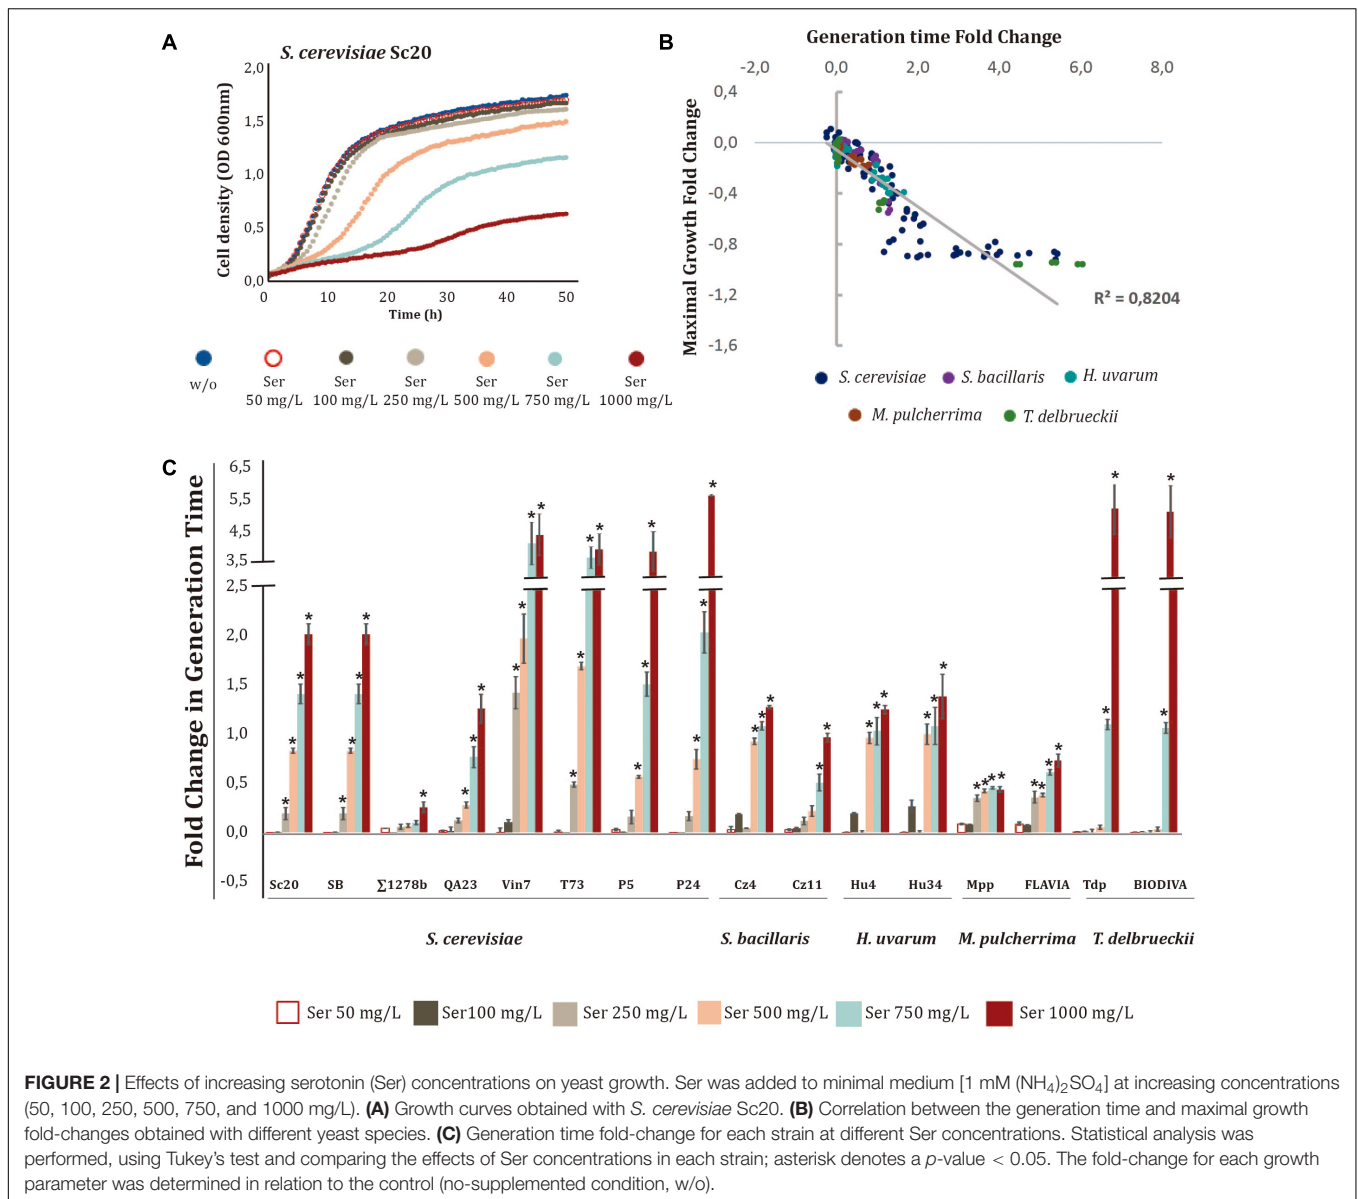 A
S. cerevisiae Sc20
Cell density (OD 600nm)
2,0
1,5
1,0
0,5
0,0
0 10 20 30 40 50
Time (h)
w/o
Ser 50 mg/L
Ser 100 mg/L
Ser 250 mg/L
Ser 500 mg/L
Ser 750 mg/L
Ser 1000 mg/L
B
Generation time Fold Change
-2,0 0,0 2,0 4,0 6,0 8,0
Maximal Growth Fold Change
0,4
0,0
-0,4
-0,8
-1,2
-1,6
R² = 0,8204
S. cerevisiae S. bacillaris H. uvarum
M. pulcherrima T. delbrueckii
C
Fold Change in Generation Time
6,5
5,5
4,5
3,5
2,5
2,0
1,5
1,0
0,5
0,0
-0,5
* * * * * * * * * * * * * * * * * * * * * * * * * * * * * * * * * * * * * * * * * * * * * * * * *
Sc20 SB ∑1278b QA23 Vin7 T73 P5 P24 Cz4 Cz11 Hu4 Hu34 Mpp FLAVIA Tdp BIODIVA
S. cerevisiae S. bacillaris H. uvarum M. pulcherrima T. delbrueckii
Ser 50 mg/L Ser100 mg/L Ser 250 mg/L Ser 500 mg/L Ser 750 mg/L Ser 1000 mg/L
FIGURE 2 | Effects of increasing serotonin (Ser) concentrations on yeast growth. Ser was added to minimal medium [1 mM (NH₄)₂SO₄] at increasing concentrations
(50, 100, 250, 500, 750, and 1000 mg/L). (A) Growth curves obtained with S. cerevisiae Sc20. (B) Correlation between the generation time and maximal growth
fold-changes obtained with different yeast species. (C) Generation time fold-change for each strain at different Ser concentrations. Statistical analysis was
performed, using Tukey's test and comparing the effects of Ser concentrations in each strain; asterisk denotes a p-value < 0.05. The fold-change for each growth
parameter was determined in relation to the control (no-supplemented condition, w/o).